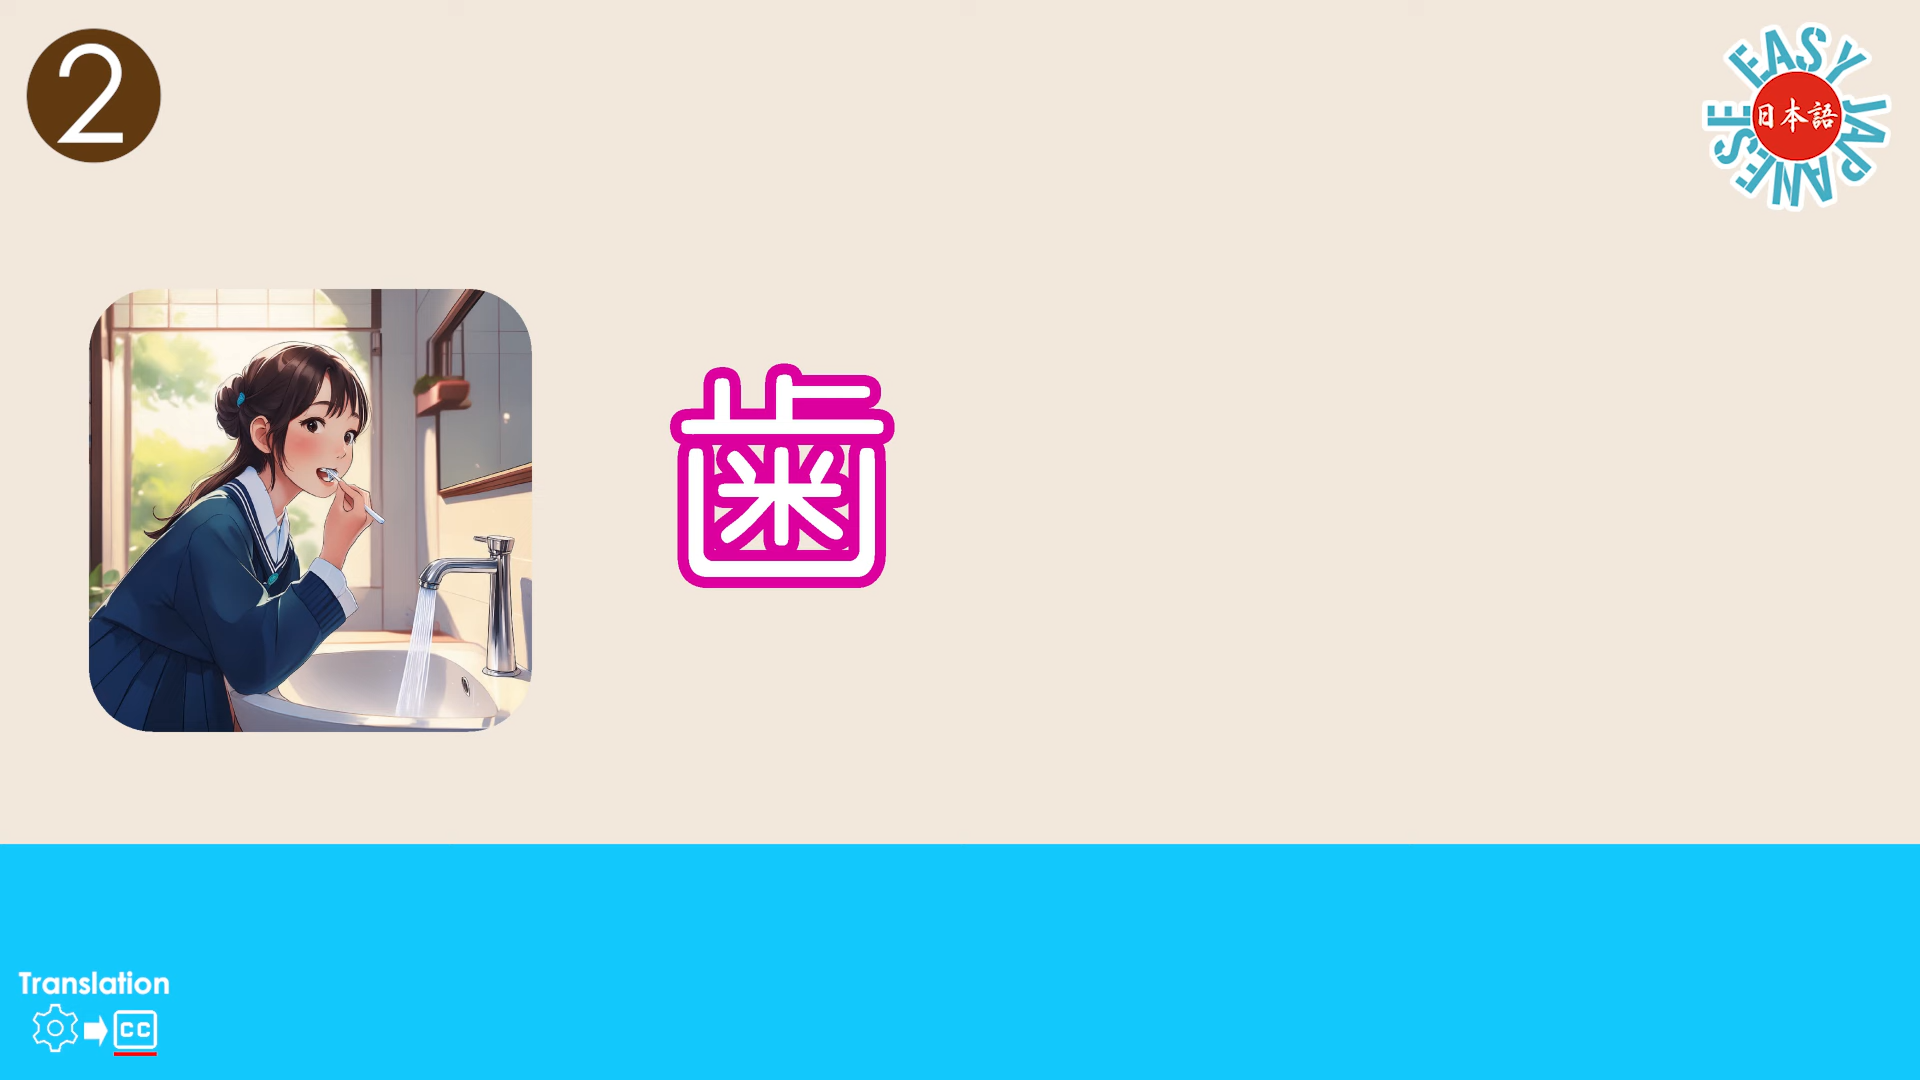 2
EASY JAPANESE
日本語
歯
Translation
CC